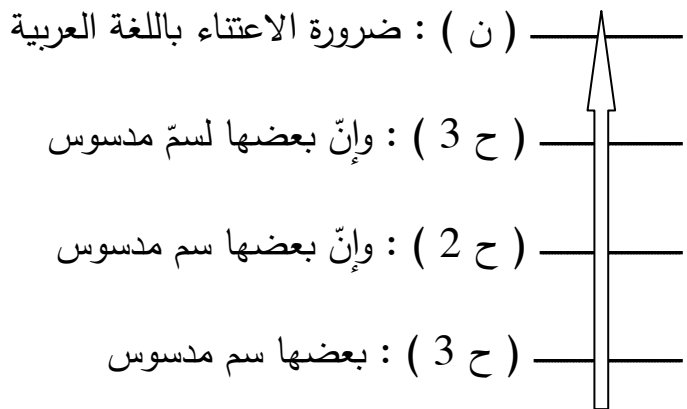 ( ن ) : ضرورة الاعتناء باللغة العربية
( ح 3 ) : وإنّ بعضها لسمّ مدسوس
( ح 2 ) : وإنّ بعضها سم مدسوس
( ح 3 ) : بعضها سم مدسوس